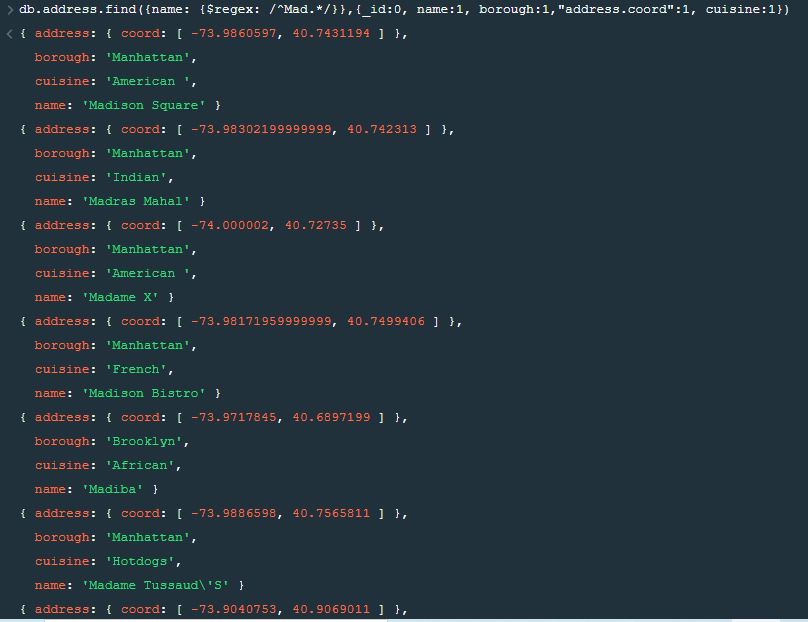 > db.address.find({name: {$regex: /^Mad.*/}},{_id:0, name:1, borough:1,"address.coord":1, cuisine:1})
< { address: { coord: [ -73.9860597, 40.7431194 ] },
borough: 'Manhattan',
cuisine: 'American ',
name: 'Madison Square' }
{ address: { coord: [ -73.98302199999999, 40.742313 ] },
borough: 'Manhattan',
cuisine: 'Indian',
name: 'Madras Mahal' }
{ address: { coord: [ -74.000002, 40.72735 ] },
borough: 'Manhattan',
cuisine: 'American ',
name: 'Madame X' }
{ address: { coord: [ -73.98171959999999, 40.7499406 ] },
borough: 'Manhattan',
cuisine: 'French',
name: 'Madison Bistro' }
{ address: { coord: [ -73.9717845, 40.6897199 ] },
borough: 'Brooklyn',
cuisine: 'African',
name: 'Madiba' }
{ address: { coord: [ -73.9886598, 40.7565811 ] },
borough: 'Manhattan',
cuisine: 'Hotdogs',
name: 'Madame Tussaud\'S' }
{ address: { coord: [ -73.9040753, 40.9069011 ] },